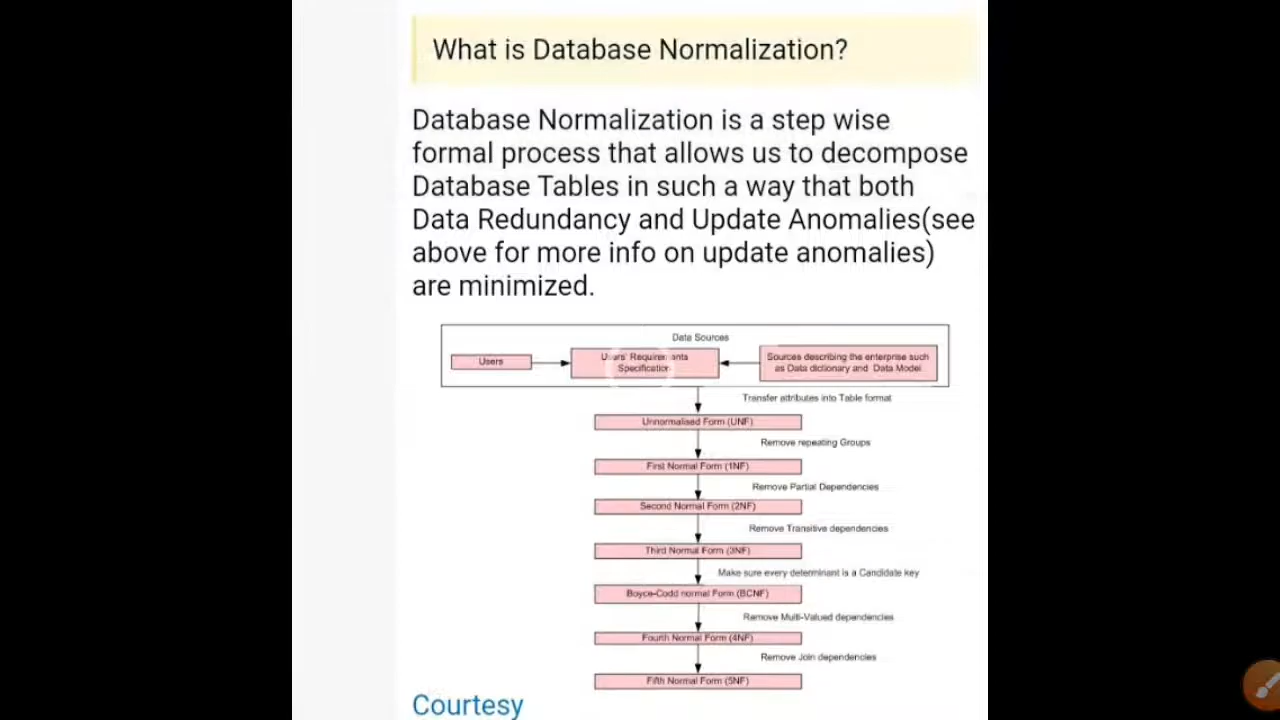 What is Database Normalization?
Database Normalization is a step wise
formal process that allows us to decompose
Database Tables in such a way that both
Data Redundancy and Update Anomalies(see
above for more info on update anomalies)
are minimized.
Data Sources
Users
Users' Requirements
Specification
Sources describing the enterprise such
as Data dictionary and Data Model
Transfer attributes into Table format
Unnormalised Form (UNF)
Remove repeating Groups
First Normal Form (1NF)
Remove Partial Dependencies
Second Normal Form (2NF)
Remove Transitive dependencies
Third Normal Form (3NF)
Make sure every determinant is a Candidate key
Boyce-Codd normal Form (BCNF)
Remove Multi-Valued dependencies
Fourth Normal Form (4NF)
Remove Join dependencies
Fifth Normal Form (5NF)
Courtesy